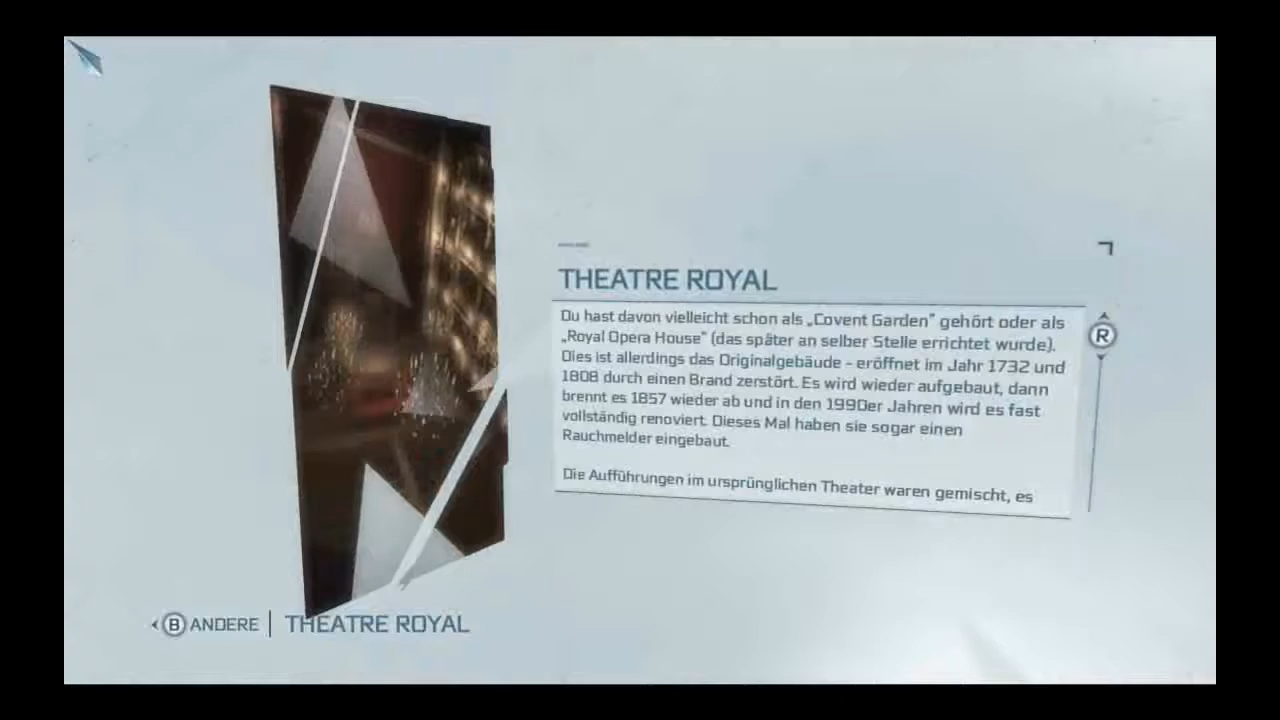 THEATRE ROYAL
Du hast davon vielleicht schon als „Covent Garden" gehört oder als
„Royal Opera House" (das später an selber Stelle errichtet wurde).
Dies ist allerdings das Originalgebäude - eröffnet im Jahr 1732 und
1808 durch einen Brand zerstört. Es wird wieder aufgebaut, dann
brennt es 1857 wieder ab und in den 1990er Jahren wird es fast
vollständig renoviert. Dieses Mal haben sie sogar einen
Rauchmelder eingebaut.
Die Aufführungen im ursprünglichen Theater waren gemischt, es
R
B ANDERE | THEATRE ROYAL